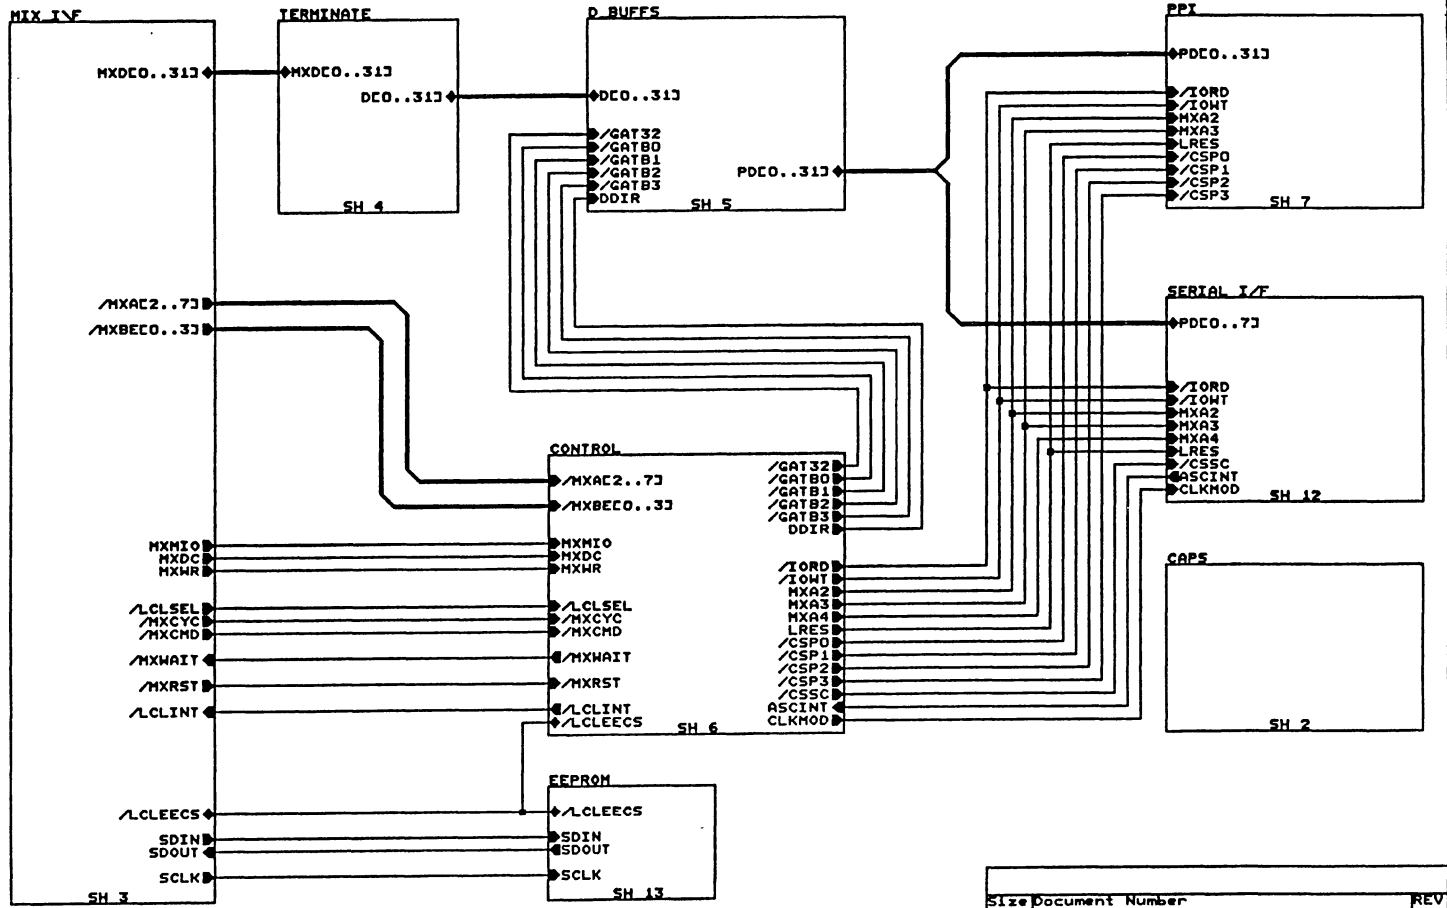 MIX I\F
MXD[0..31]
/MXA[2..7]
/MXBE[0..3]
MXMIO
MXDC
MXWR
/LCLSEL
/MXCYC
/MXCMD
/MXWAIT
/MXRST
/LCLINT
/LCLEECS
SDIN
SDOUT
SCLK
SH 3
TERMINATE
MXD[0..31]
D[0..31]
SH 4
D BUFFS
D[0..31]
/GAT32
/GATB0
/GATB1
/GATB2
/GATB3
DDIR
PD[0..31]
SH 5
CONTROL
/MXA[2..7]
/MXBE[0..3]
MXMIO
MXDC
MXWR
/LCLSEL
/MXCYC
/MXCMD
/MXWAIT
/MXRST
/LCLINT
/LCLEECS
/GAT32
/GATB0
/GATB1
/GATB2
/GATB3
DDIR
/IORD
/IOWT
MXA2
MXA3
MXA4
LRES
/CSP0
/CSP1
/CSP2
/CSP3
/CSSC
ASCINT
CLKMOD
SH 6
EEPROM
/LCLEECS
SDIN
SDOUT
SCLK
SH 13
PPI
PD[0..31]
/IORD
/IOWT
MXA2
MXA3
LRES
/CSP0
/CSP1
/CSP2
/CSP3
SH 7
SERIAL I/F
PD[0..7]
/IORD
/IOWT
MXA2
MXA3
MXA4
LRES
/CSSC
ASCINT
CLKMOD
SH 12
CAPS
SH 2
Size Document Number REV